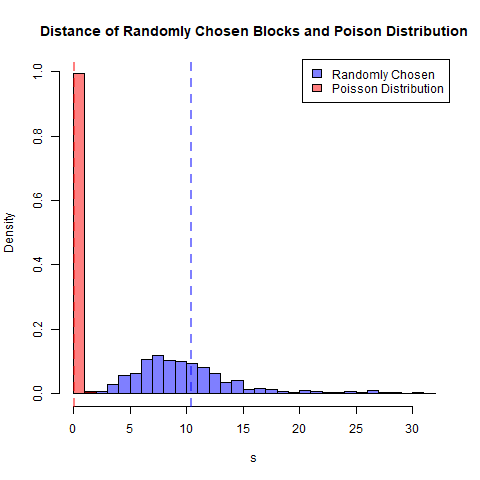 Distance of Randomly Chosen Blocks and Poison Distribution
Randomly Chosen
Poisson Distribution
1.0
0.8
0.6
0.4
0.2
0.0
Density
0 5 10 15 20 25 30
s